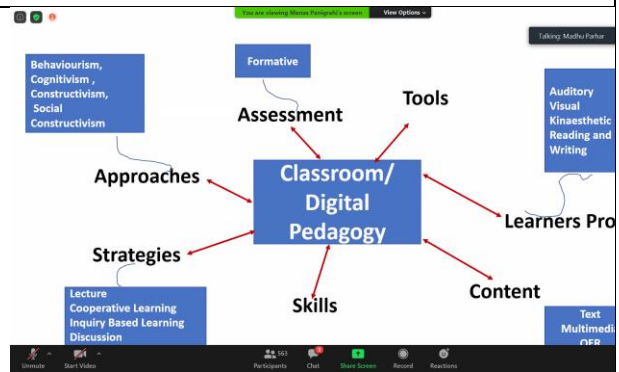 You are viewing Manas Panigrahi's screen
View Options
Talking: Madhu Parhar
Behaviourism,
Cognitivism ,
Constructivism,
Social
Constructivism
Formative
Assessment
Tools
Auditory
Visual
Kinaesthetic
Reading and
Writing
Approaches
Classroom/
Digital
Pedagogy
Learners Pro
Strategies
Lecture
Cooperative Learning
Inquiry Based Learning
Discussion
Skills
Content
Text
Multimedia
OER
Unmute
Start Video
563
Participants
Chat
Share Screen
Record
Reactions